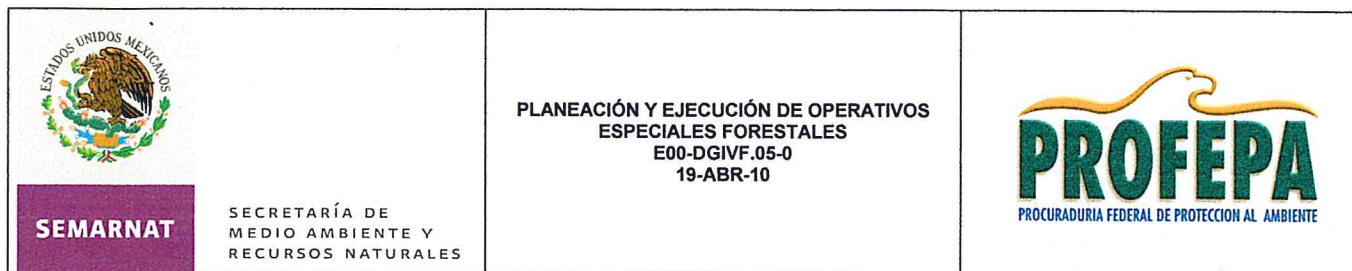 ESTADOS UNIDOS MEXICANOS
SEMARNAT
SECRETARÍA DE
MEDIO AMBIENTE Y
RECURSOS NATURALES
PLANEACIÓN Y EJECUCIÓN DE OPERATIVOS
ESPECIALES FORESTALES
E00-DGIVF.05-0
19-ABR-10
PROFEPA
PROCURADURIA FEDERAL DE PROTECCION AL AMBIENTE